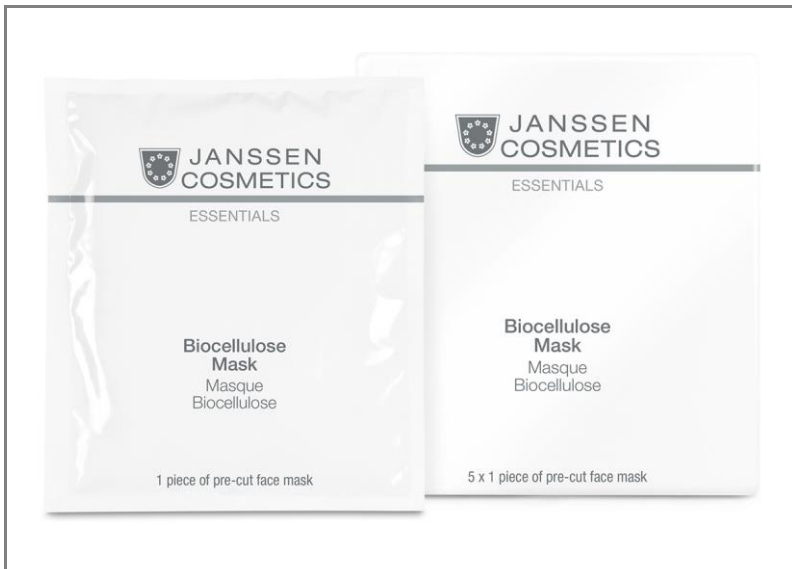 JANSSEN
COSMETICS
ESSENTIALS
Biocellulose
Mask
Masque
Biocellulose
1 piece of pre-cut face mask
JANSSEN
COSMETICS
ESSENTIALS
Biocellulose
Mask
Masque
Biocellulose
5 x 1 piece of pre-cut face mask